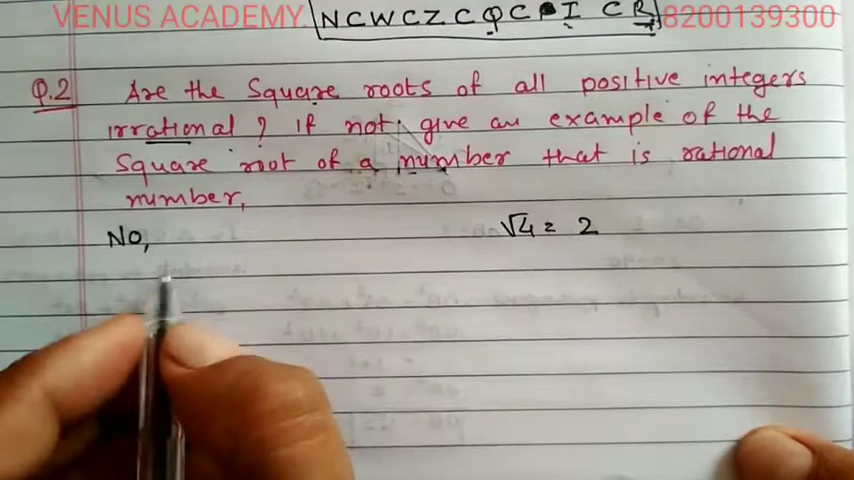 VENUS ACADEMY NCWCZCQCPICR 8200139300
Q.2 Are the Square roots of all positive integers
irrational ? if not, give an example of the
Square root of a number that is rational
number,
No, √4 = 2